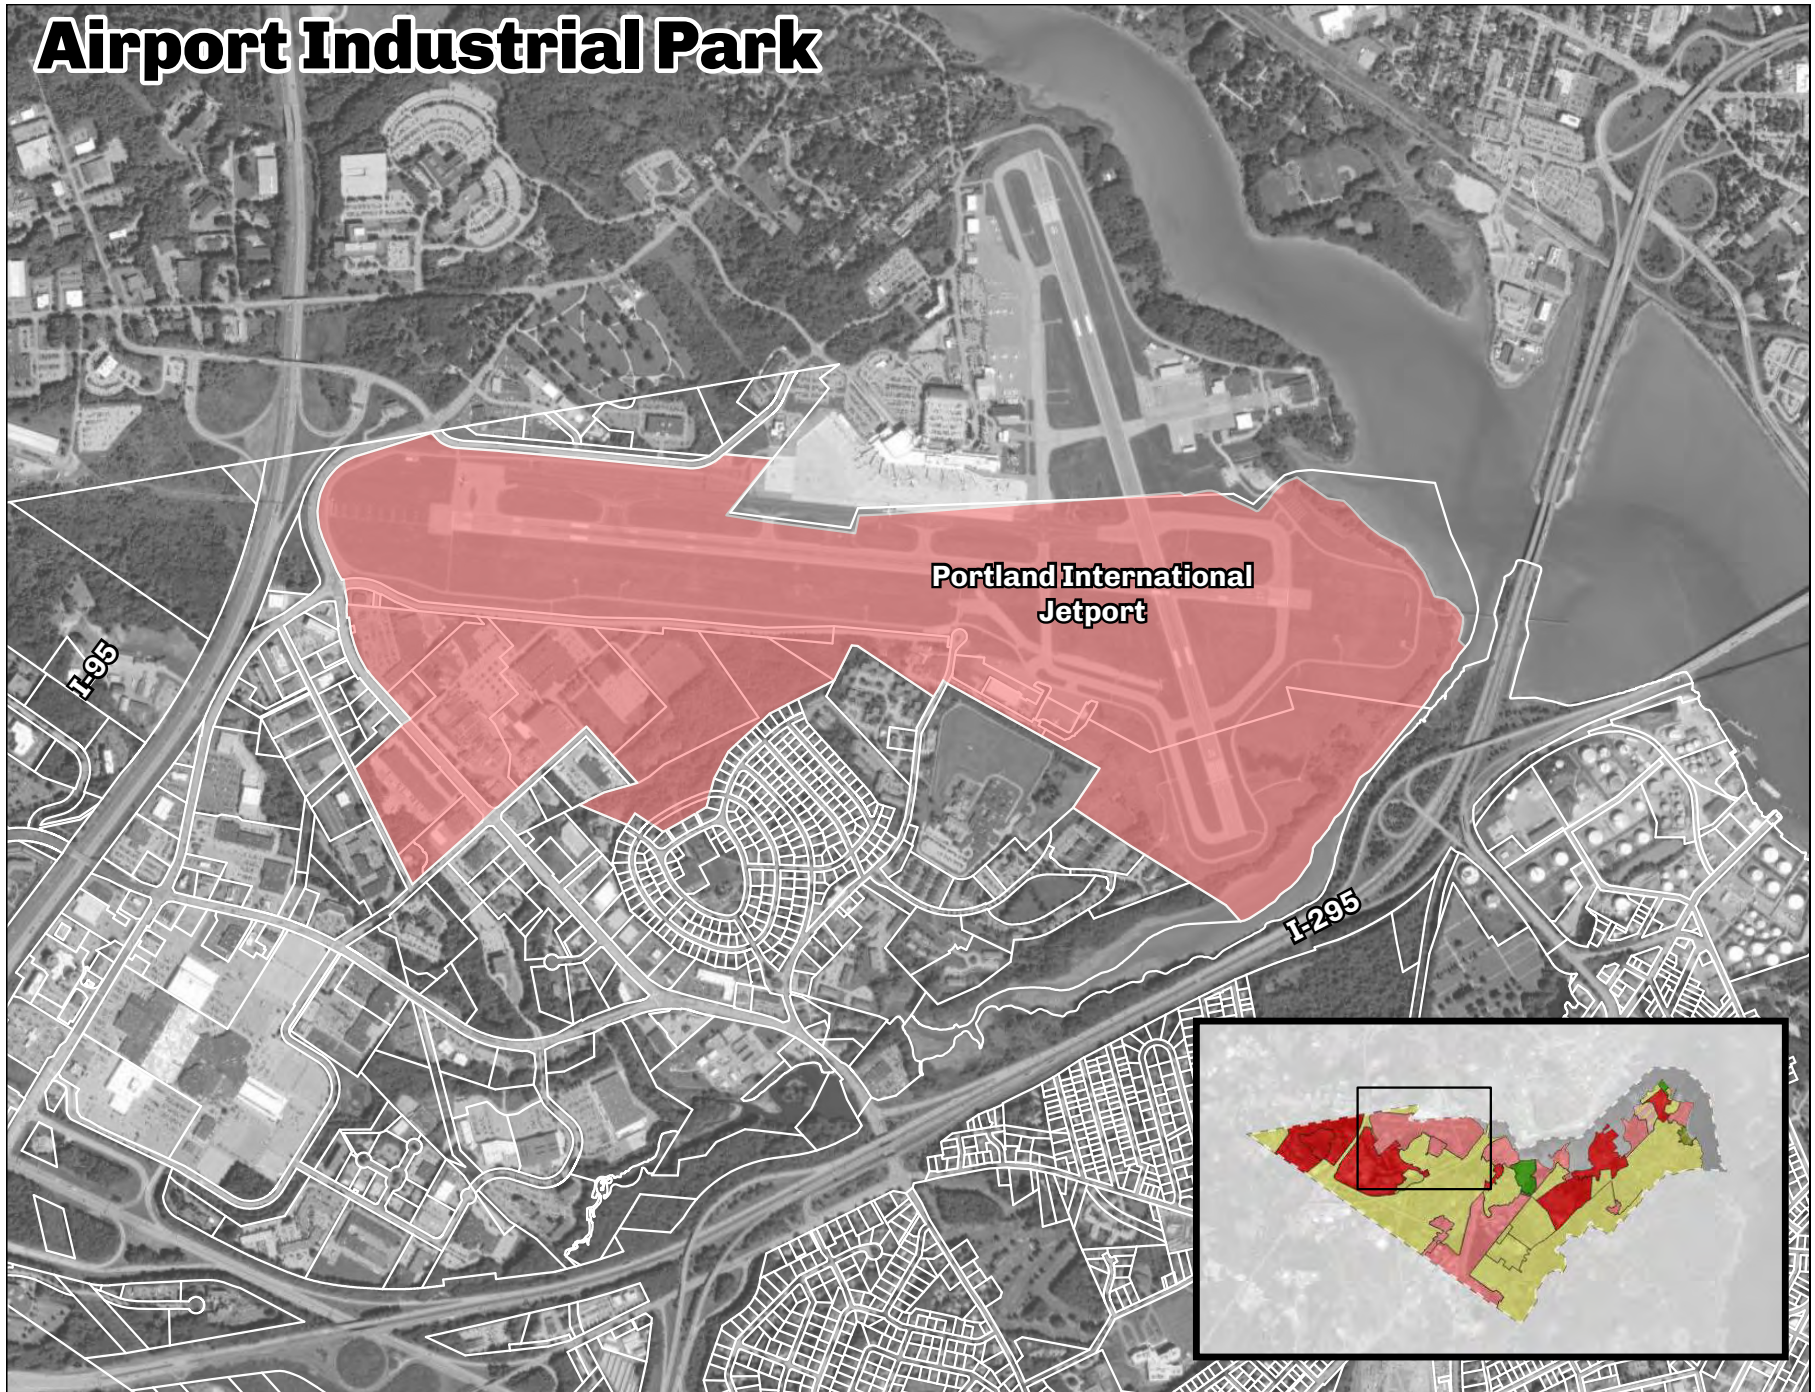 Airport Industrial Park
Portland International
Jetport
I-95
I-295